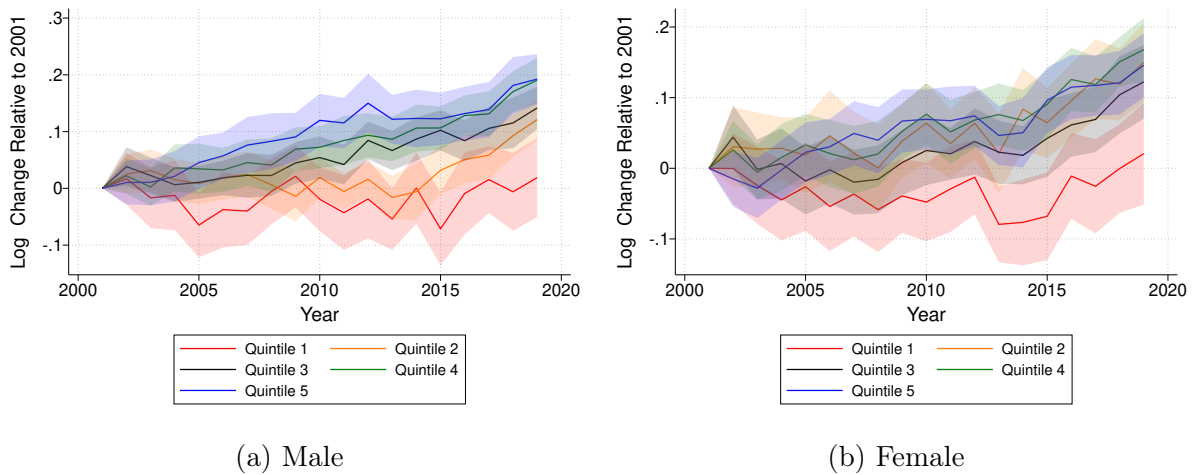 .3
.2
.1
0
-.1
Log Change Relative to 2001
2000 2005 2010 2015 2020
Year
Quintile 1 Quintile 2
Quintile 3 Quintile 4
Quintile 5
(a) Male
.2
.1
0
-.1
Log Change Relative to 2001
2000 2005 2010 2015 2020
Year
Quintile 1 Quintile 2
Quintile 3 Quintile 4
Quintile 5
(b) Female